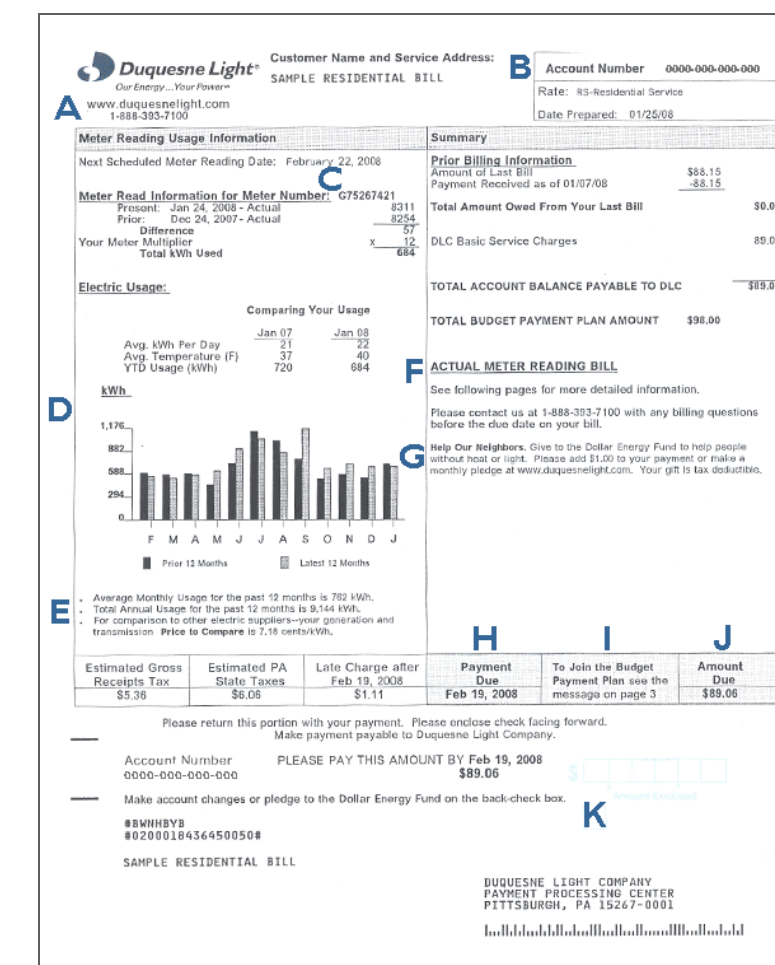 Duquesne Light®
Our Energy...Your Power℠
A
www.duquesnelight.com
1-888-393-7100
Customer Name and Service Address:
SAMPLE RESIDENTIAL BILL
B
Account Number 0000-000-000-000
Rate: RS-Residential Service
Date Prepared: 01/25/08
Meter Reading Usage Information
Next Scheduled Meter Reading Date: February 22, 2008
C
Meter Read Information for Meter Number: G75267421
Present: Jan 24, 2008 - Actual 8311
Prior: Dec 24, 2007 - Actual 8254
Difference 57
Your Meter Multiplier x 12
Total kWh Used 684
Electric Usage:
Comparing Your Usage
Jan 07 Jan 08
Avg. kWh Per Day 21 22
Avg. Temperature (F) 37 40
YTD Usage (kWh) 720 684
D
kWh
1,176
882
588
294
0
F M A M J J A S O N D J
Prior 12 Months Latest 12 Months
E
. Average Monthly Usage for the past 12 months is 762 kWh.
. Total Annual Usage for the past 12 months is 9,144 kWh.
. For comparison to other electric suppliers--your generation and
transmission Price to Compare is 7.18 cents/kWh.
Summary
Prior Billing Information
Amount of Last Bill $88.15
Payment Received as of 01/07/08 -88.15
Total Amount Owed From Your Last Bill $0.0
DLC Basic Service Charges 89.0
TOTAL ACCOUNT BALANCE PAYABLE TO DLC $89.0
TOTAL BUDGET PAYMENT PLAN AMOUNT $98.00
F
ACTUAL METER READING BILL
See following pages for more detailed information.
Please contact us at 1-888-393-7100 with any billing questions
before the due date on your bill.
G
Help Our Neighbors. Give to the Dollar Energy Fund to help people
without heat or light. Please add $1.00 to your payment or make a
monthly pledge at www.duquesnelight.com. Your gift is tax deductible.
H I J
Estimated Gross
Receipts Tax
$5.36
Estimated PA
State Taxes
$6.06
Late Charge after
Feb 19, 2008
$1.11
Payment
Due
Feb 19, 2008
To Join the Budget
Payment Plan see the
message on page 3
Amount
Due
$89.06
Please return this portion with your payment. Please enclose check facing forward.
Make payment payable to Duquesne Light Company.
Account Number
0000-000-000-000
PLEASE PAY THIS AMOUNT BY Feb 19, 2008
$89.06
$
Amount Enclosed
Make account changes or pledge to the Dollar Energy Fund on the back-check box.
K
#BWNHBYB
#0200018436450050#
SAMPLE RESIDENTIAL BILL
DUQUESNE LIGHT COMPANY
PAYMENT PROCESSING CENTER
PITTSBURGH, PA 15267-0001